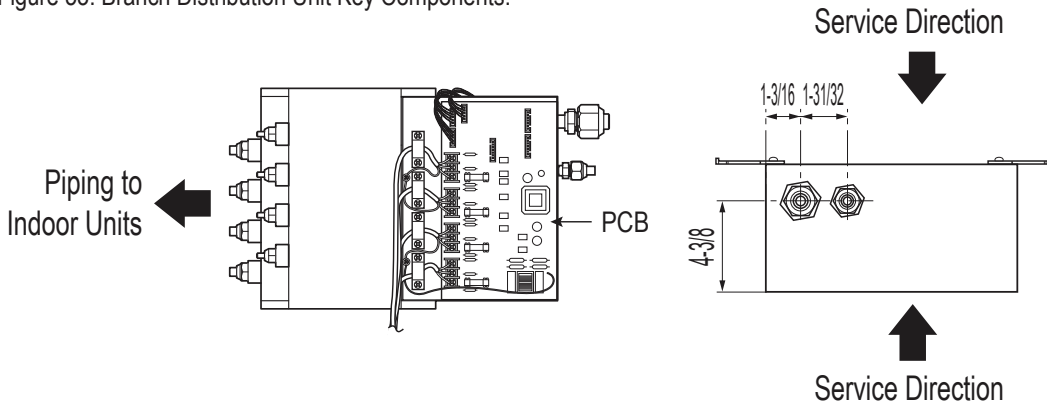 Figure 38. Branch Distribution Unit Key Components.
Service Direction
1-3/16 1-31/32
Piping to
Indoor Units
PCB
4-3/8
Service Direction